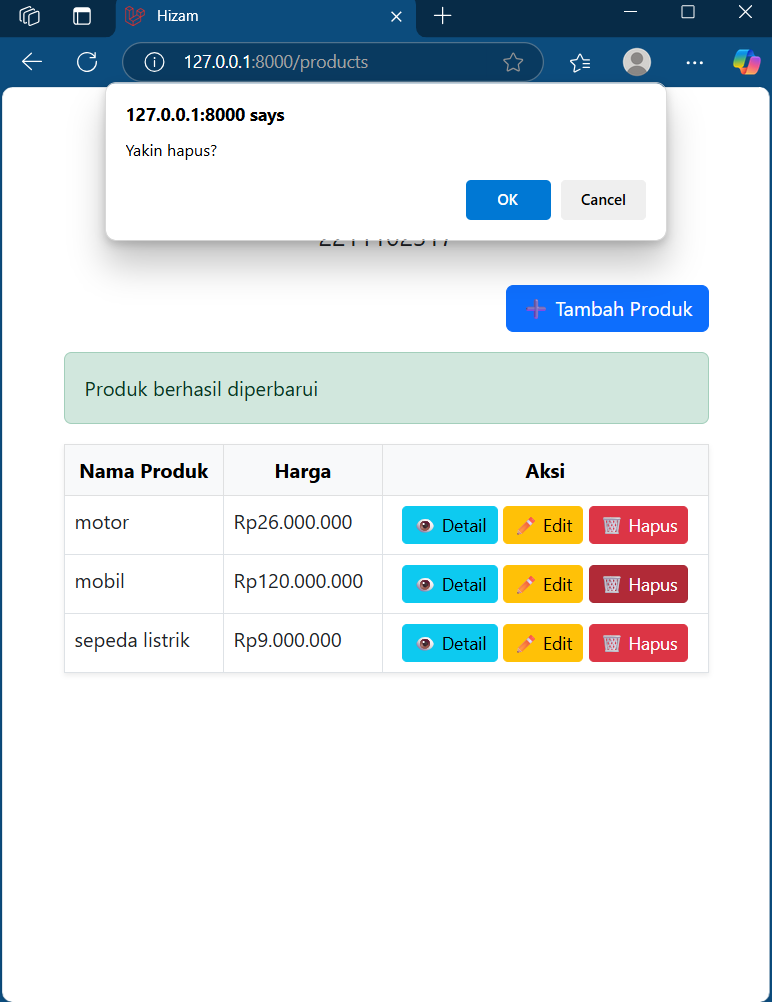 Hizam
127.0.0.1:8000/products
127.0.0.1:8000 says
Yakin hapus?
OK Cancel
Tambah Produk
Produk berhasil diperbarui
Nama Produk Harga Aksi
motor Rp26.000.000 Detail Edit Hapus
mobil Rp120.000.000 Detail Edit Hapus
sepeda listrik Rp9.000.000 Detail Edit Hapus